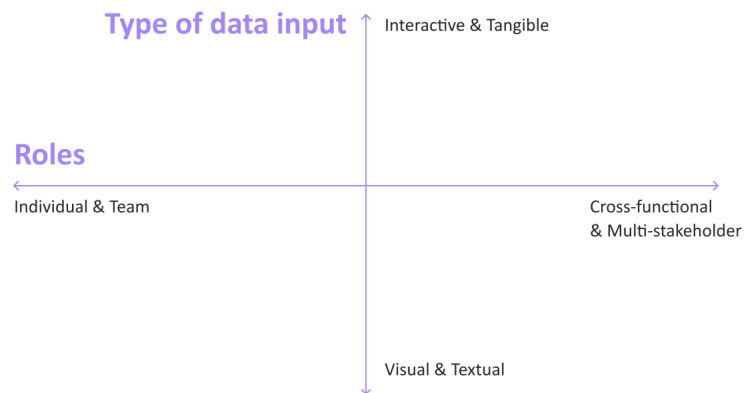 Type of data input
Interactive & Tangible
Roles
Individual & Team
Cross-functional
& Multi-stakeholder
Visual & Textual